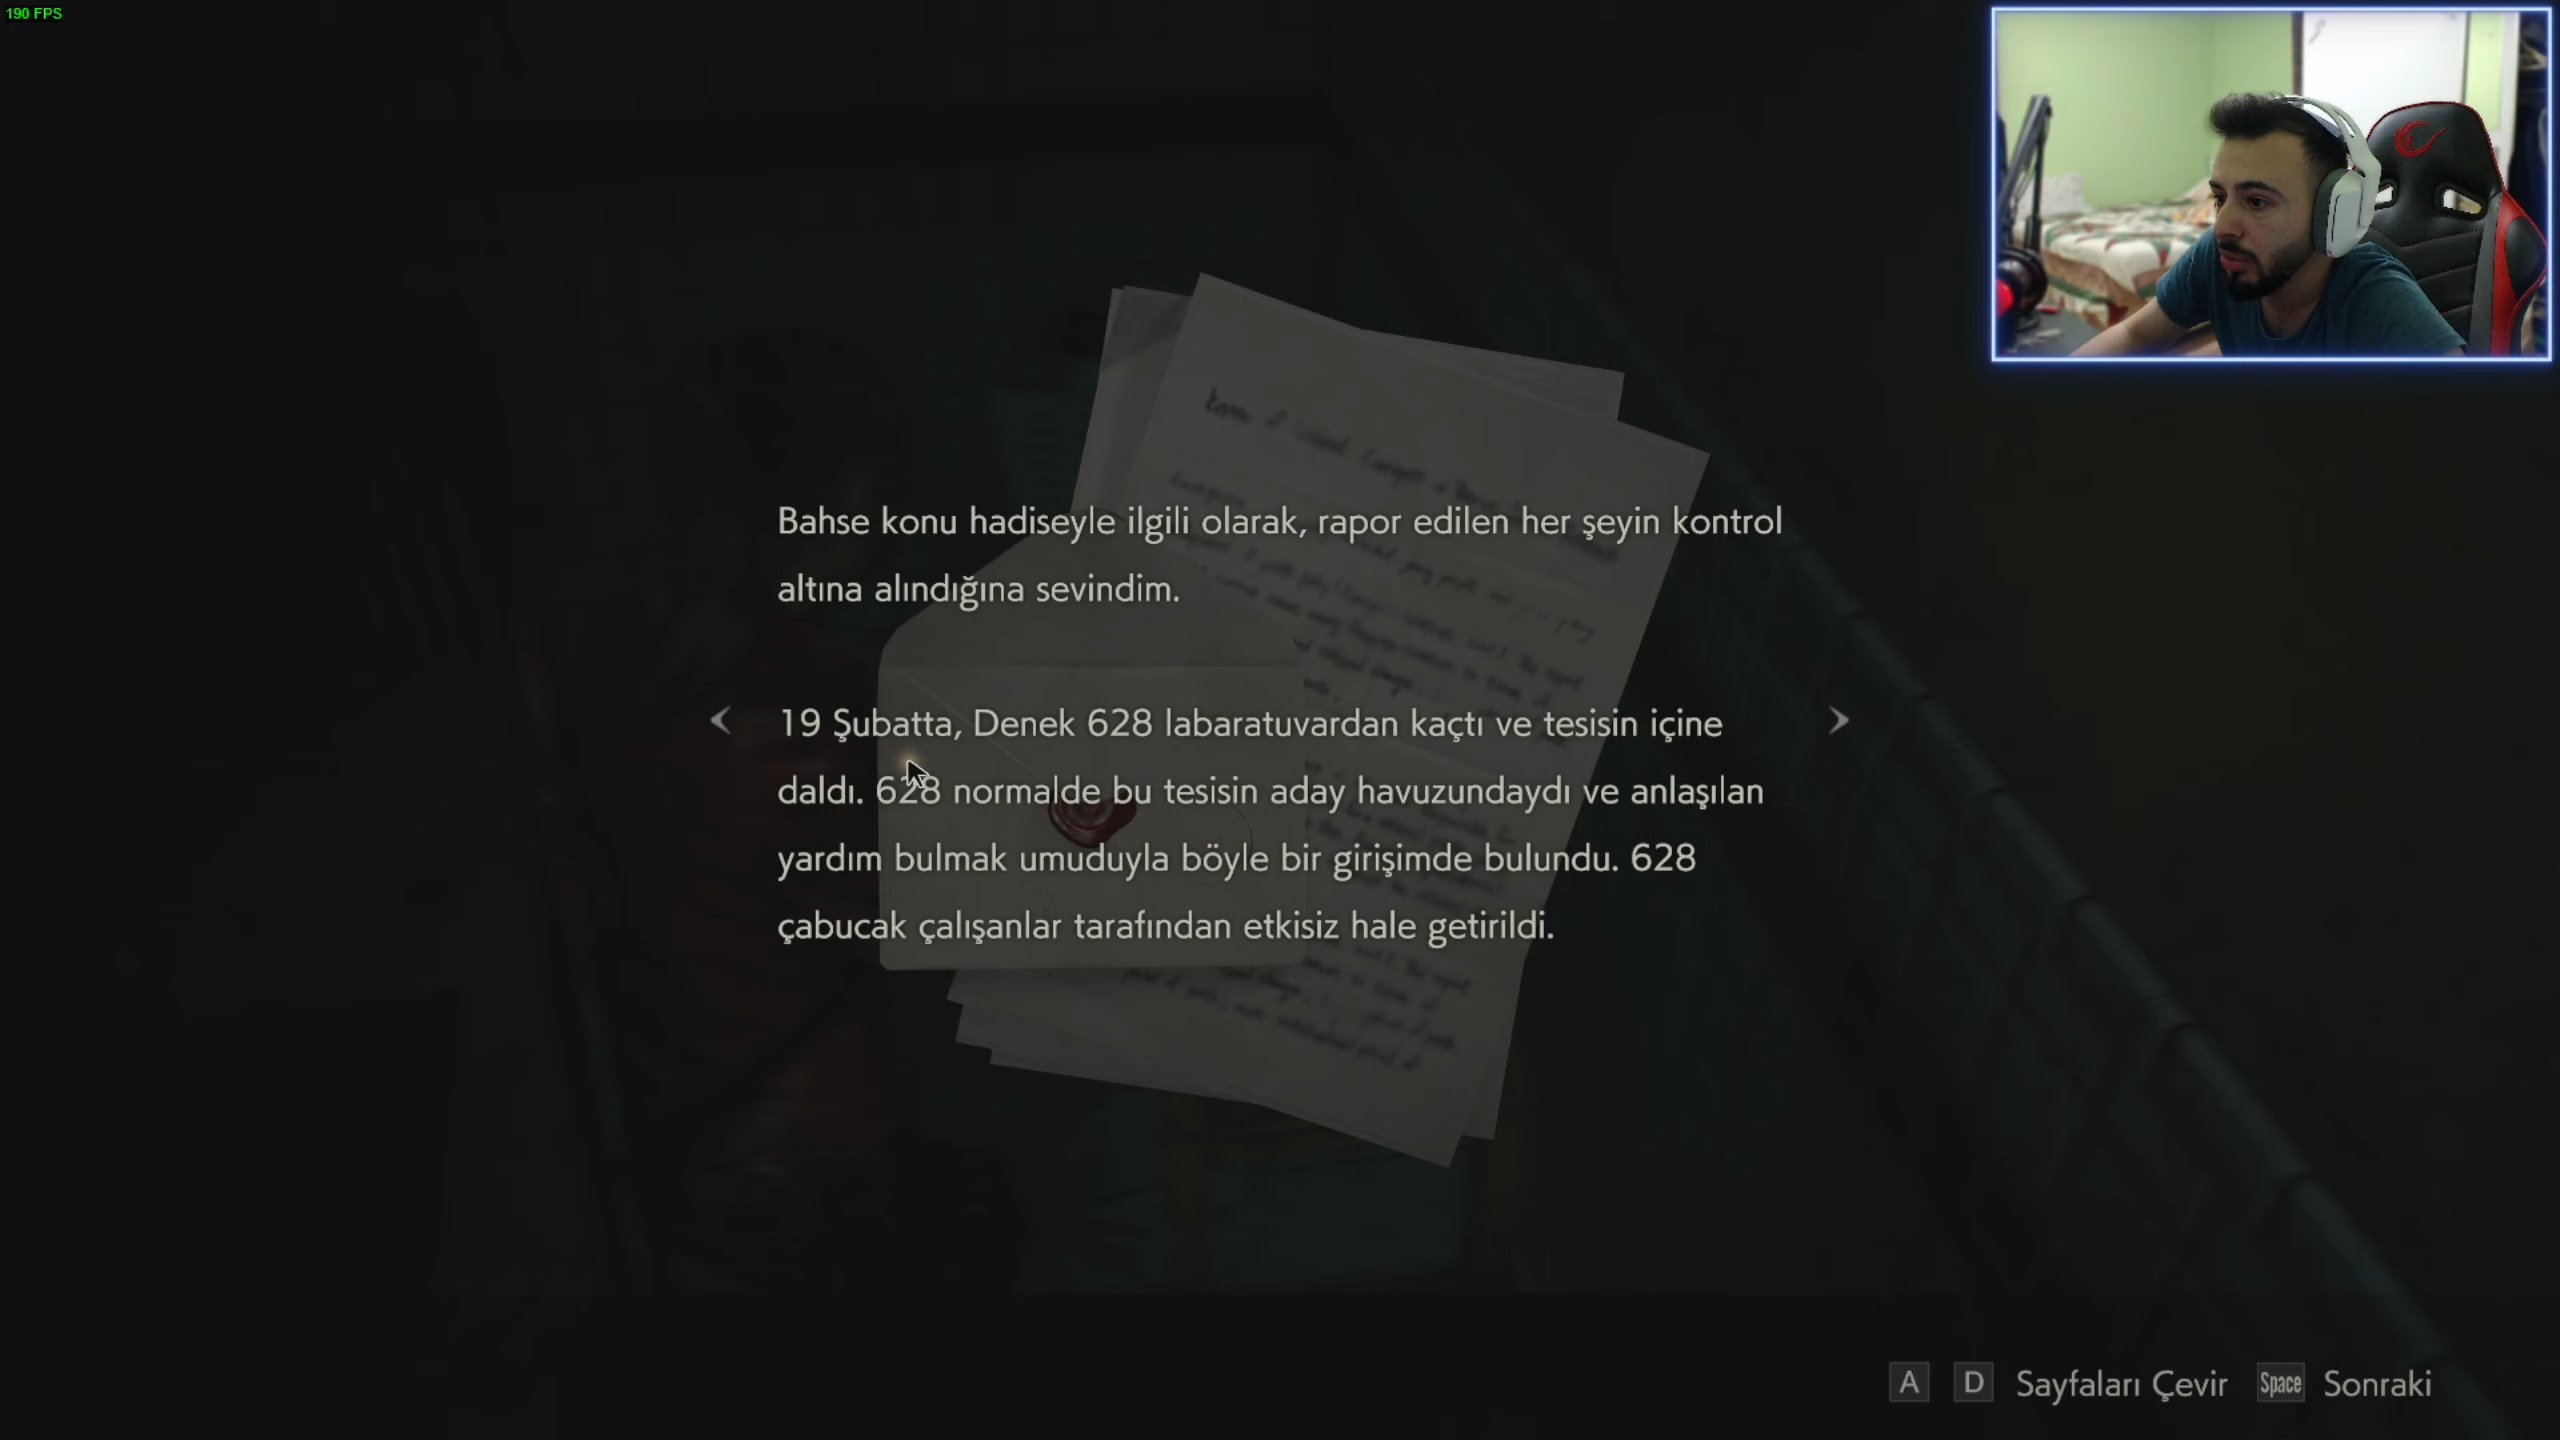 190 FPS
Bahse konu hadiseyle ilgili olarak, rapor edilen her şeyin kontrol
altına alındığına sevindim.
19 Şubatta, Denek 628 labaratuvardan kaçtı ve tesisin içine
daldı. 628 normalde bu tesisin aday havuzundaydı ve anlaşılan
yardım bulmak umuduyla böyle bir girişimde bulundu. 628
çabucak çalışanlar tarafından etkisiz hale getirildi.
A D Sayfaları Çevir Space Sonraki